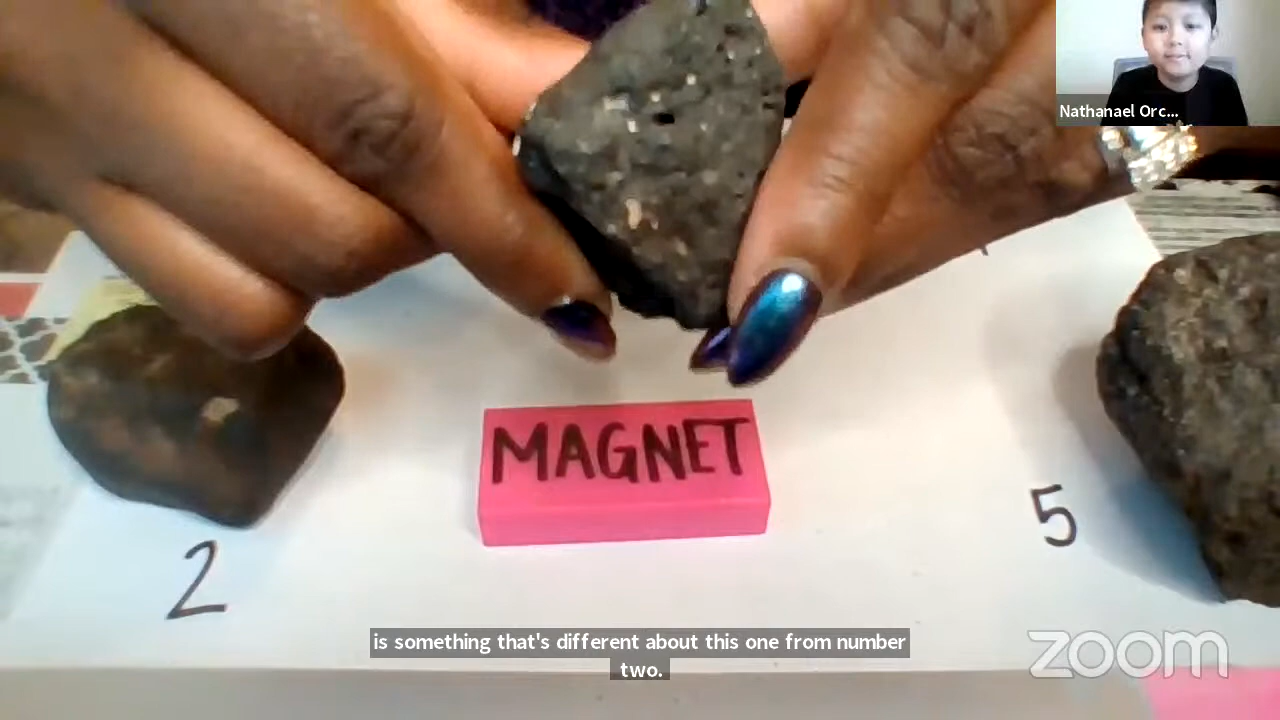 Nathanael Orc...
MAGNET
5
2
is something that's different about this one from number
two.
zoom